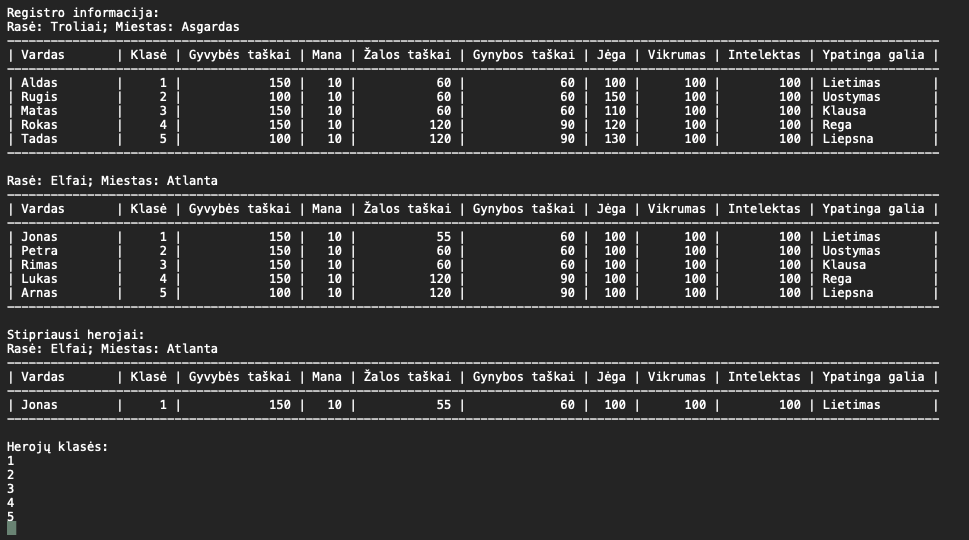 Registro informacija:
Rasė: Troliai; Miestas: Asgardas
| Vardas | Klasė | Gyvybės taškai | Mana | Žalos taškai | Gynybos taškai | Jėga | Vikrumas | Intelektas | Ypatinga galia |
| Aldas | 1 | 150 | 10 | 60 | 60 | 100 | 100 | 100 | Lietimas |
| Rugis | 2 | 100 | 10 | 60 | 60 | 150 | 100 | 100 | Uostymas |
| Matas | 3 | 150 | 10 | 60 | 60 | 110 | 100 | 100 | Klausa |
| Rokas | 4 | 150 | 10 | 120 | 90 | 120 | 100 | 100 | Rega |
| Tadas | 5 | 100 | 10 | 120 | 90 | 130 | 100 | 100 | Liepsna |
Rasė: Elfai; Miestas: Atlanta
| Vardas | Klasė | Gyvybės taškai | Mana | Žalos taškai | Gynybos taškai | Jėga | Vikrumas | Intelektas | Ypatinga galia |
| Jonas | 1 | 150 | 10 | 55 | 60 | 100 | 100 | 100 | Lietimas |
| Petra | 2 | 150 | 10 | 60 | 60 | 100 | 100 | 100 | Uostymas |
| Rimas | 3 | 150 | 10 | 60 | 60 | 100 | 100 | 100 | Klausa |
| Lukas | 4 | 150 | 10 | 120 | 90 | 100 | 100 | 100 | Rega |
| Arnas | 5 | 100 | 10 | 120 | 90 | 100 | 100 | 100 | Liepsna |
Stipriausi herojai:
Rasė: Elfai; Miestas: Atlanta
| Vardas | Klasė | Gyvybės taškai | Mana | Žalos taškai | Gynybos taškai | Jėga | Vikrumas | Intelektas | Ypatinga galia |
| Jonas | 1 | 150 | 10 | 55 | 60 | 100 | 100 | 100 | Lietimas |
Herojų klasės:
1
2
3
4
5